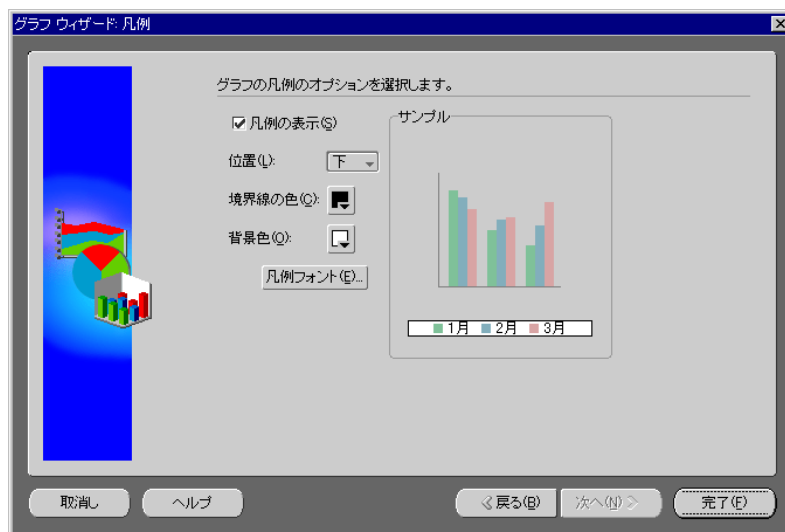 グラフ ウィザード: 凡例
グラフの凡例のオプションを選択します。
凡例の表示(S)
サンプル
位置(L):
下
境界線の色(C):
背景色(O):
凡例フォント(E)...
1月 2月 3月
取消し
ヘルプ
戻る(B)
次へ(N)
完了(F)